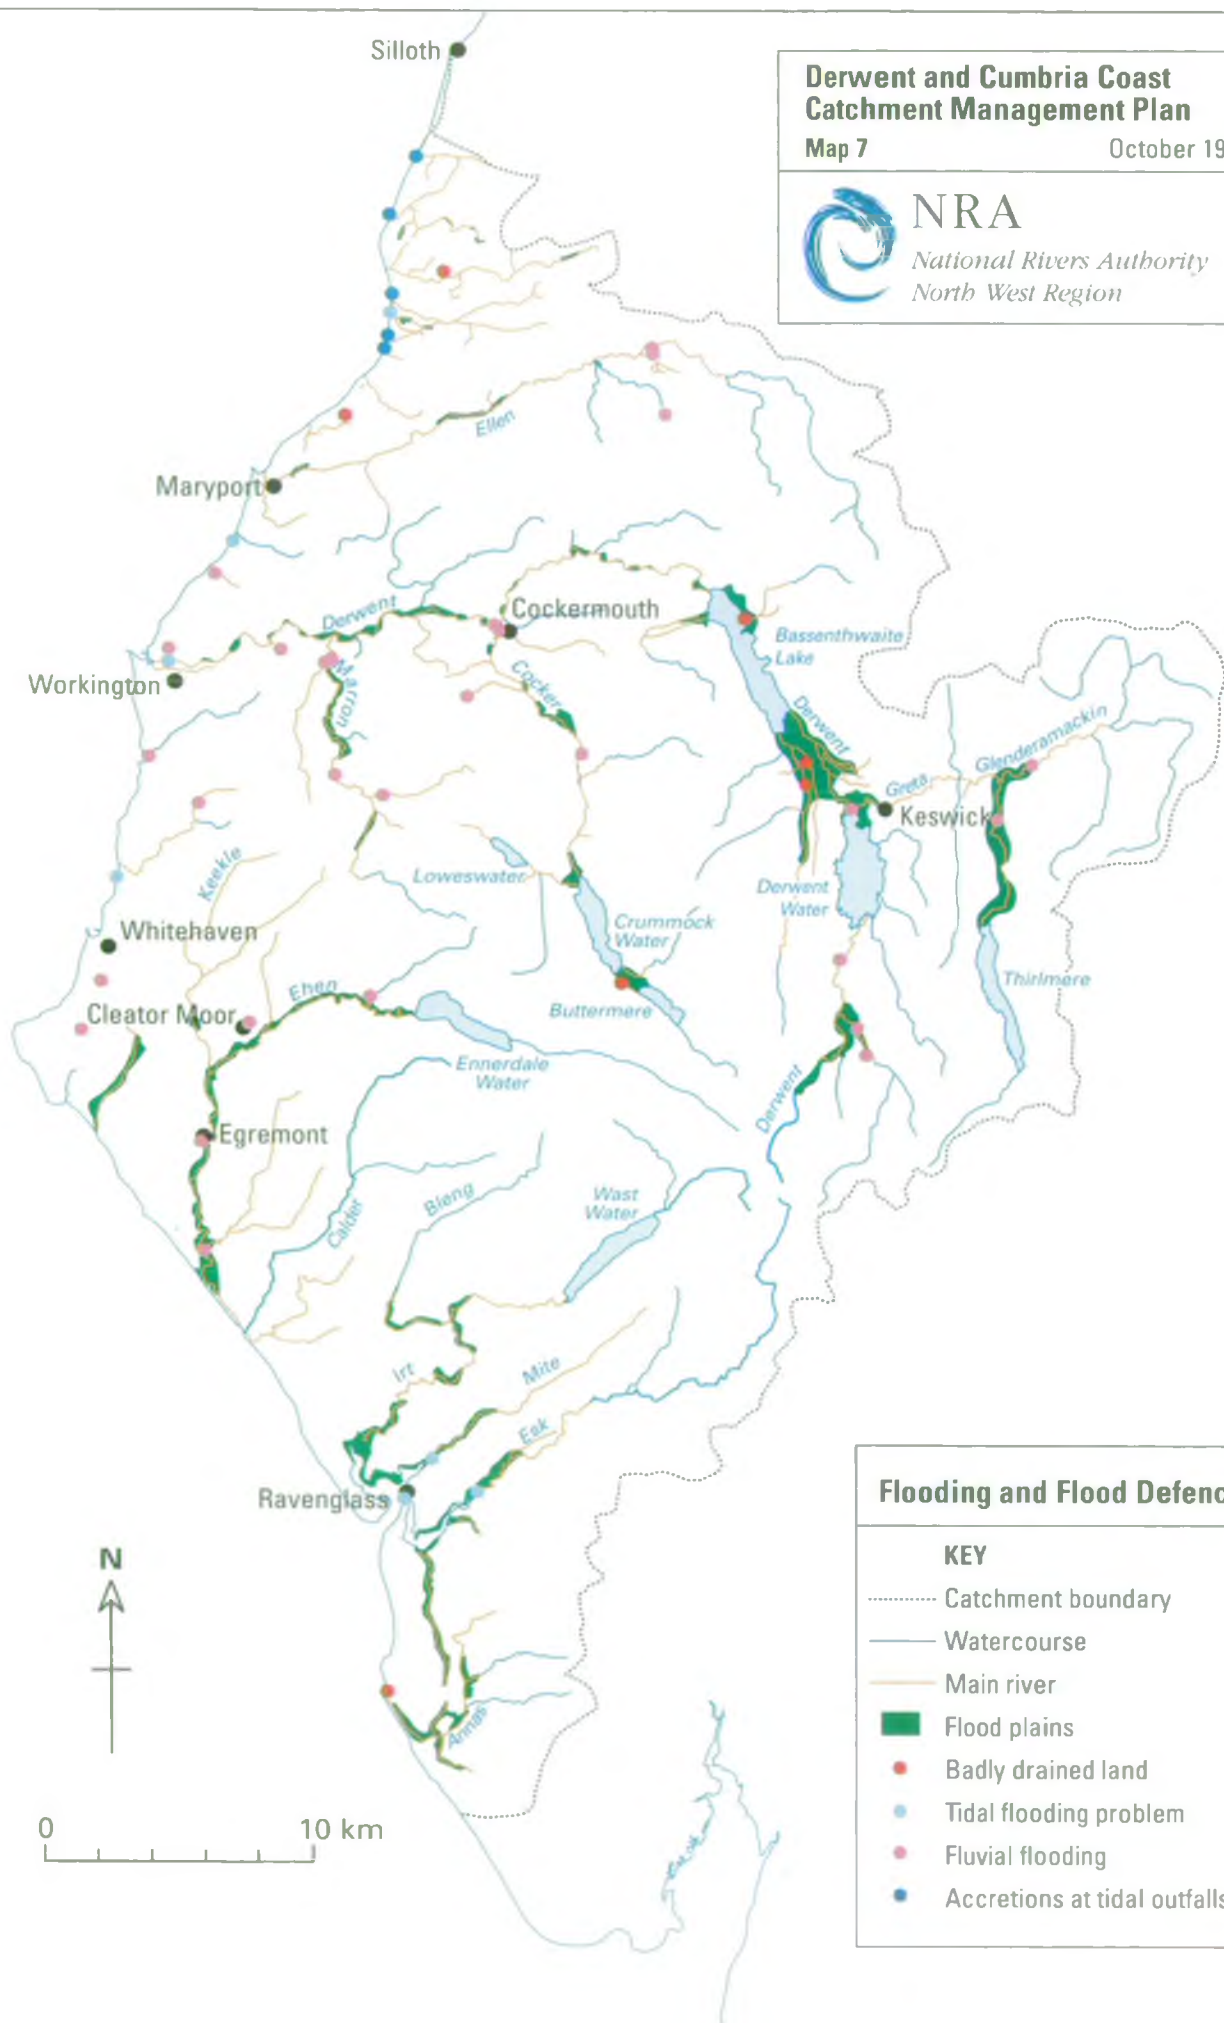 Silloth
Derwent and Cumbria Coast
Catchment Management Plan
Map 7 October 19
NRA
National Rivers Authority
North West Region
Ellen
Maryport
Derwent
Cockermouth
Bassenthwaite
Lake
Workington
Marron
Cocker
Derwent
Glenderamackin
Greta
Keswick
Keekle
Loweswater
Derwent
Water
Crummock
Water
Whitehaven
Thirlmere
Ehen
Buttermere
Cleator Moor
Ennerdale
Water
Derwent
Egremont
Wast
Water
Bleng
Calder
Irt
Mite
Esk
Ravenglass
Annas
N
0 10 km
Flooding and Flood Defenc
KEY
Catchment boundary
Watercourse
Main river
Flood plains
Badly drained land
Tidal flooding problem
Fluvial flooding
Accretions at tidal outfalls